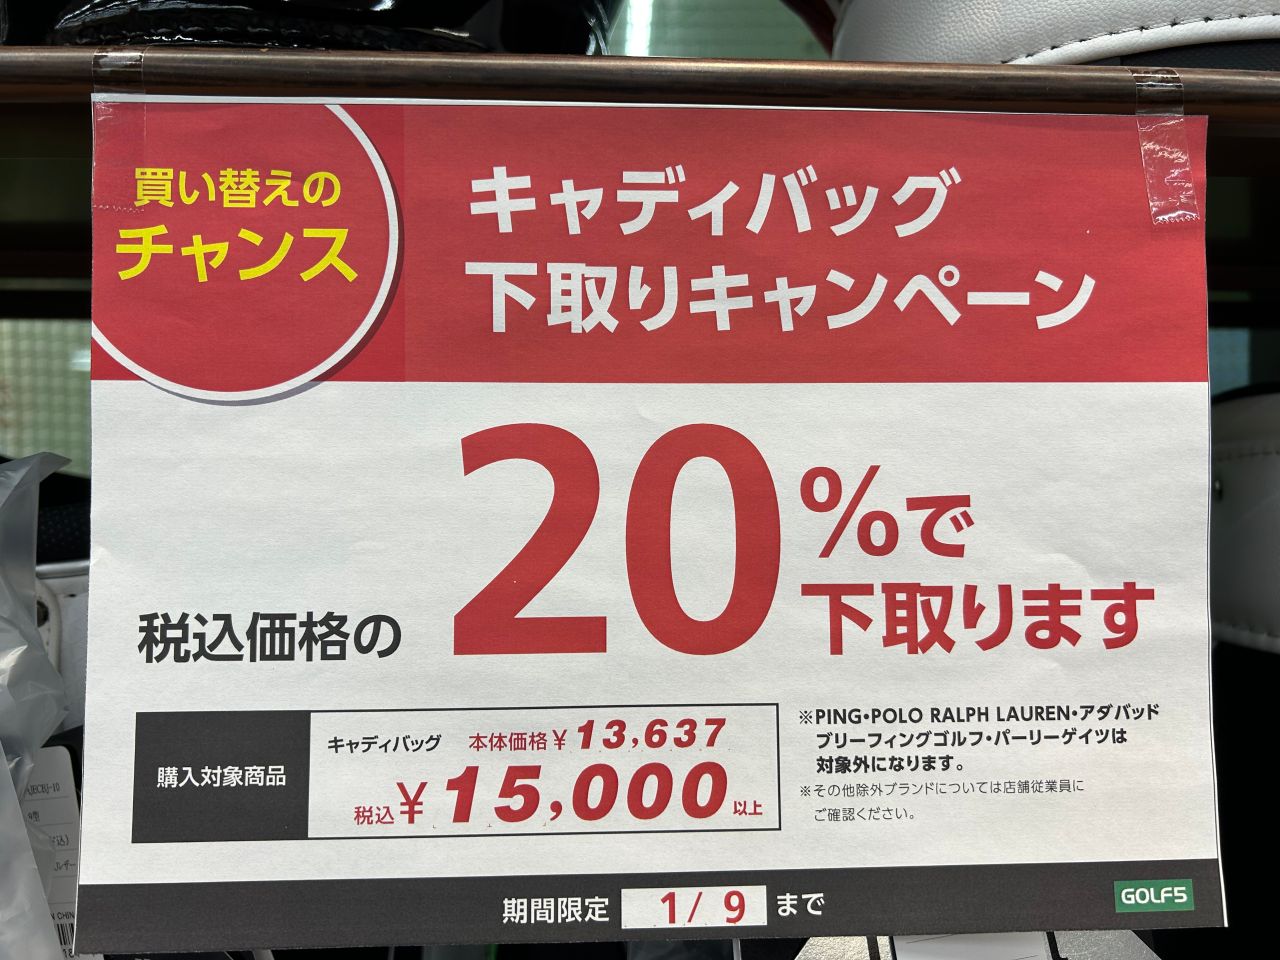 買い替えの
チャンス
キャディバッグ
下取りキャンペーン
税込価格の
20%で
下取ります
購入対象商品
キャディバッグ 本体価格¥13,637
税込¥15,000以上
※PING・POLO RALPH LAUREN・アダバッド
ブリーフィングゴルフ・パーリーゲイツは
対象外になります。
※その他除外ブランドについては店舗従業員に
ご確認ください。
期間限定 1/9 まで
GOLF5